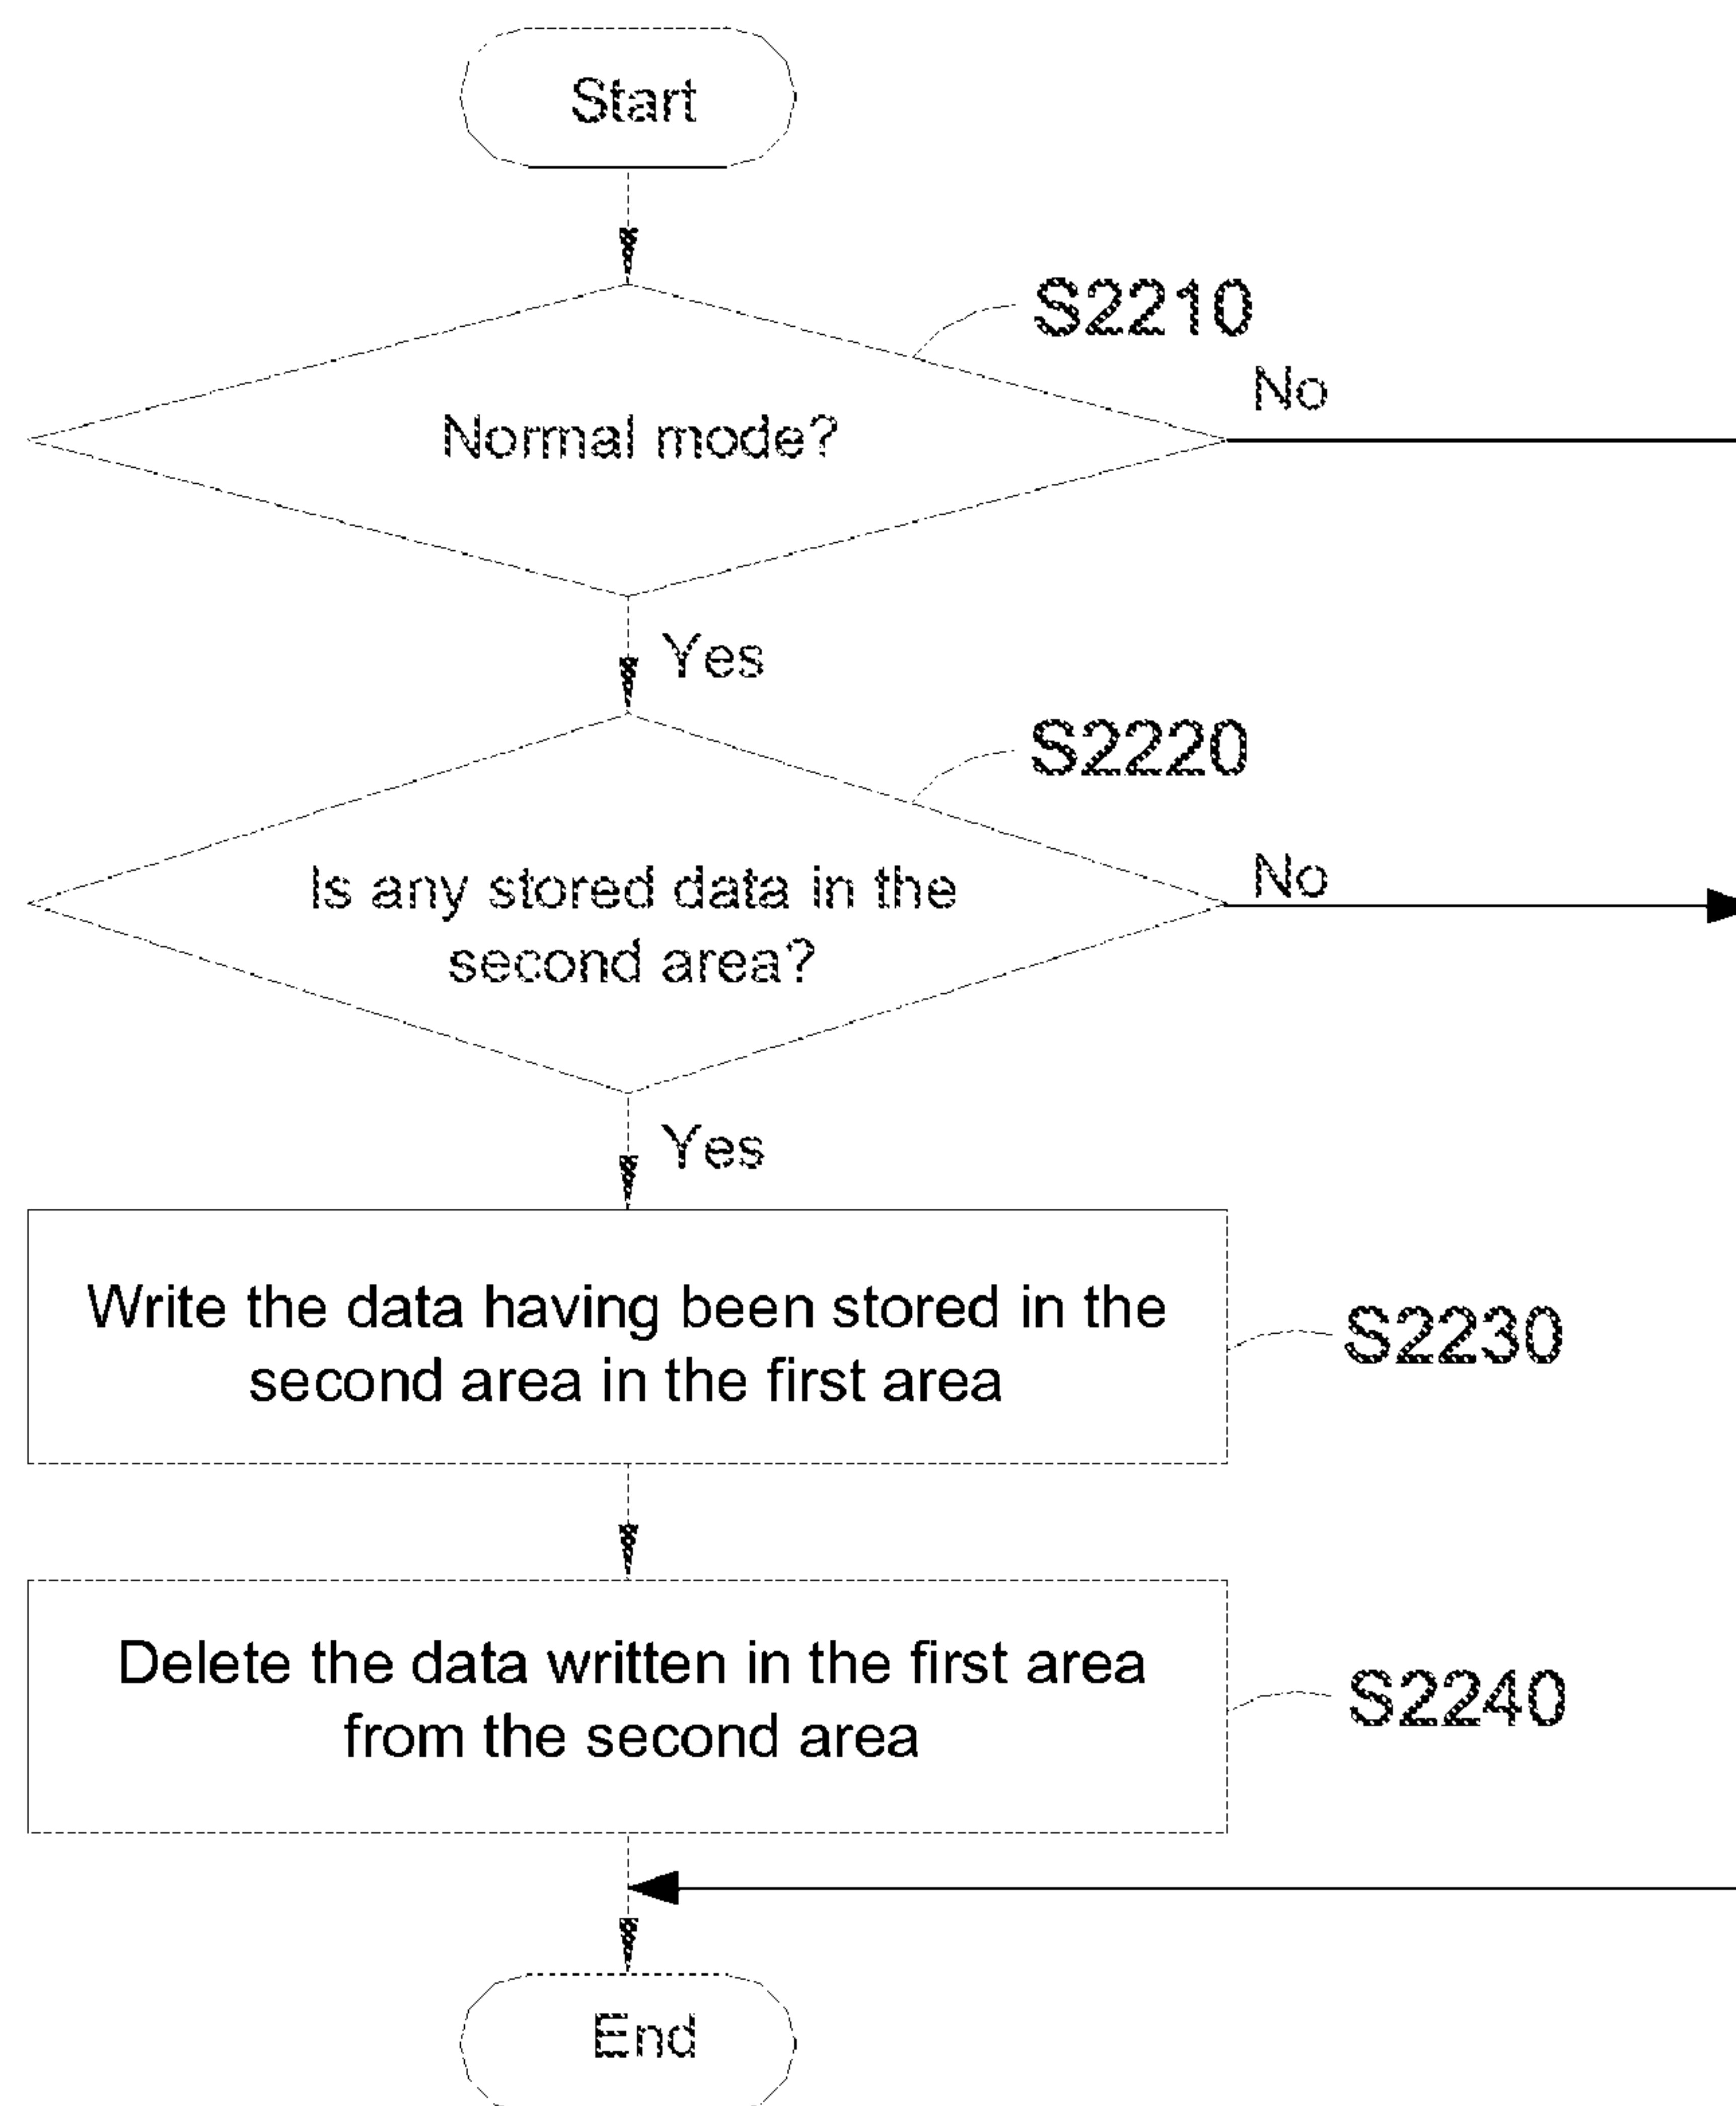 Start
S2210
No
Normal mode?
Yes
S2220
No
Is any stored data in the
second area?
Yes
Write the data having been stored in the
second area in the first area
S2230
Delete the data written in the first area
from the second area
S2240
End